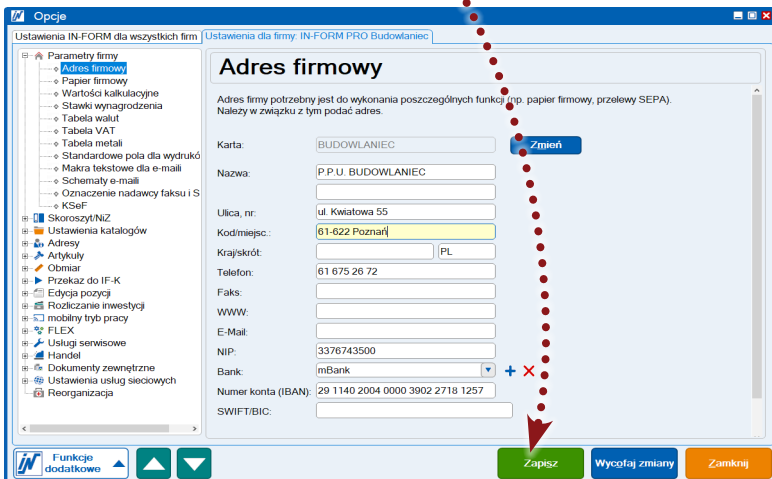 Opcje
Ustawienia IN-FORM dla wszystkich firm
Ustawienia dla firmy: IN-FORM PRO Budowlaniec
Parametry firmy
Adres firmowy
Papier firmowy
Wartości kalkulacyjne
Stawki wynagrodzenia
Tabela walut
Tabela VAT
Tabela metali
Standardowe pola dla wydrukó
Makra tekstowe dla e-maili
Schematy e-maili
Oznaczenie nadawcy faksu i S
KSeF
Skoroszyt/NiZ
Ustawienia katalogów
Adresy
Artykuły
Obmiar
Przekaz do IF-K
Edycja pozycji
Rozliczanie inwestycji
mobilny tryb pracy
FLEX
Usługi serwisowe
Handel
Dokumenty zewnętrzne
Ustawienia usług sieciowych
Reorganizacja
Adres firmowy
Adres firmy potrzebny jest do wykonania poszczególnych funkcji (np. papier firmowy, przelewy SEPA).
Należy w związku z tym podać adres.
Karta: BUDOWLANIEC Zmień
Nazwa: P.P.U. BUDOWLANIEC
Ulica, nr: ul. Kwiatowa 55
Kod/miejsc.: 61-622 Poznań
Kraj/skrót: PL
Telefon: 61 675 26 72
Faks:
WWW:
E-Mail:
NIP: 3376743500
Bank: mBank
Numer konta (IBAN): 29 1140 2004 0000 3902 2718 1257
SWIFT/BIC:
Funkcje
dodatkowe
Zapisz
Wycofaj zmiany
Zamknij